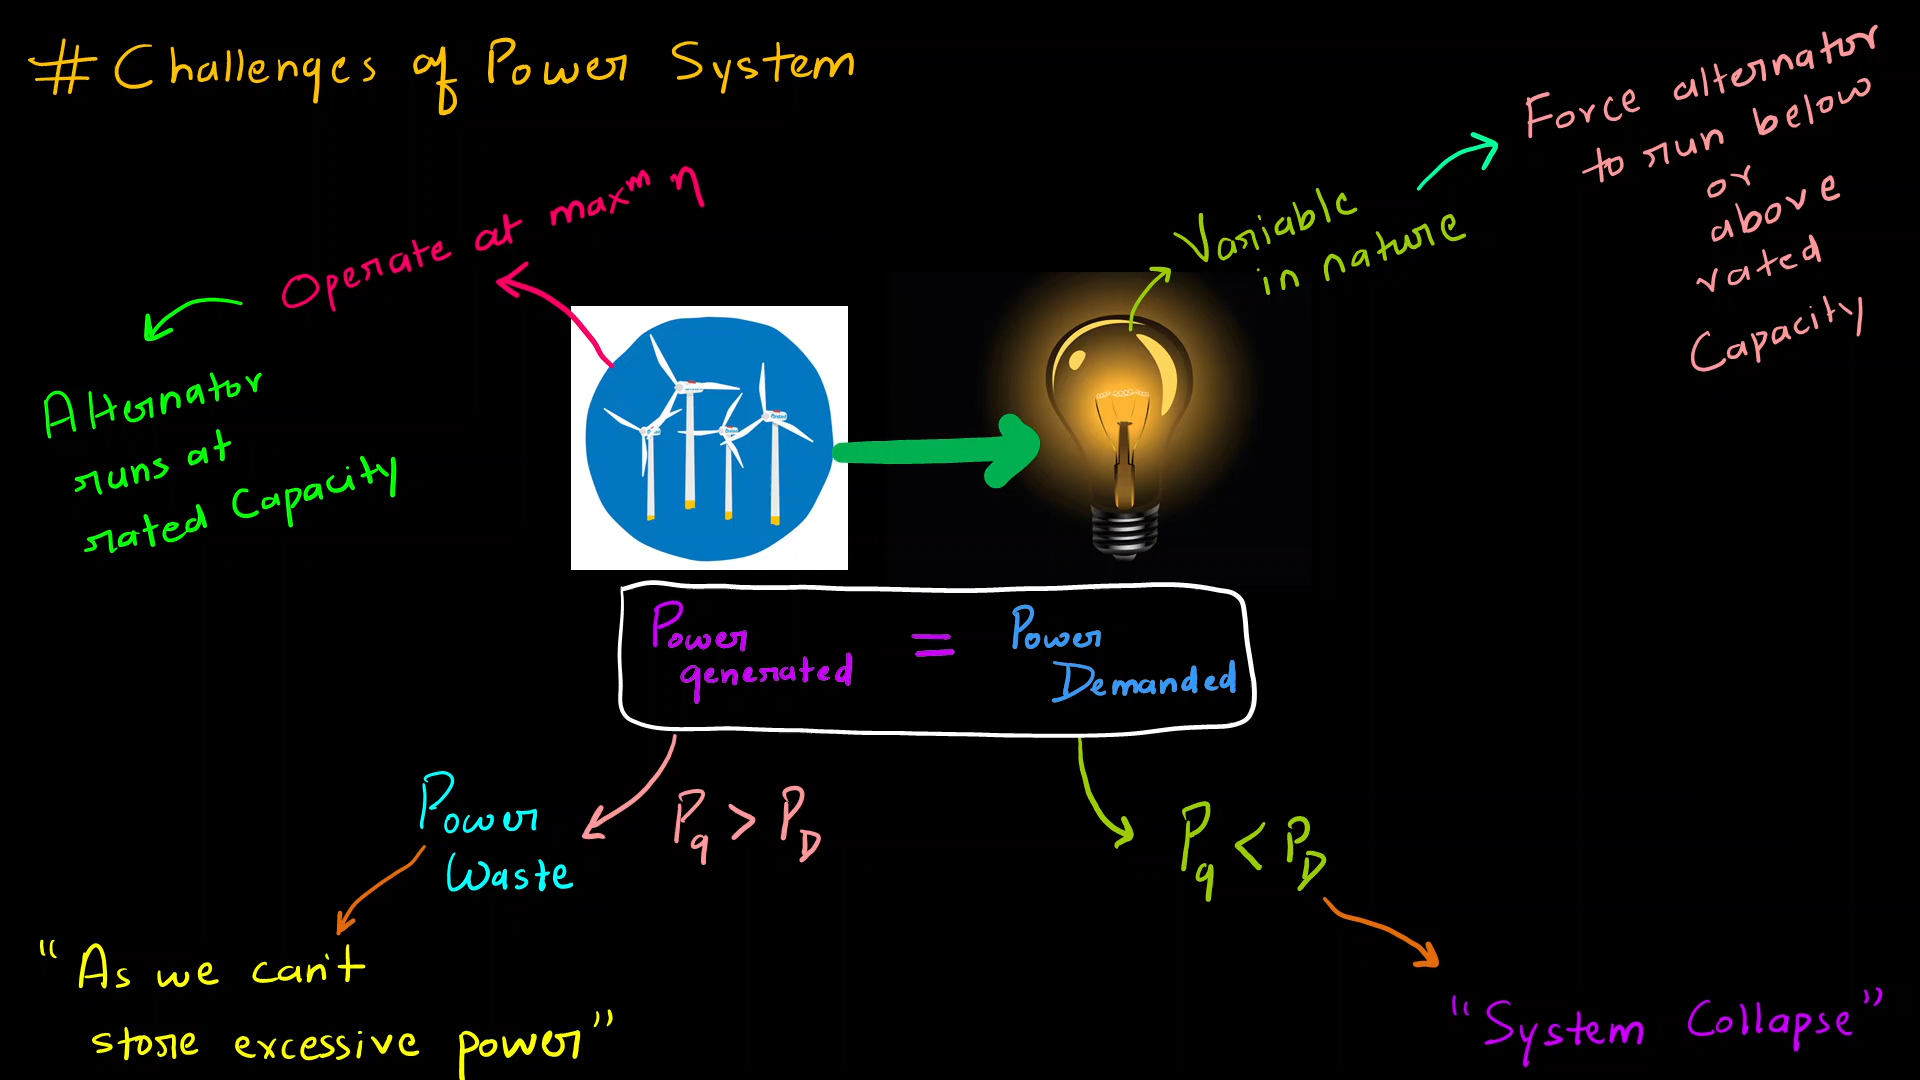 # Challenges of Power System
Force alternator
to run below
or
above
rated
Capacity
Operate at maxᵐ η
Variable
in nature
Alternator
runs at
rated Capacity
Power
generated
=
Power
Demanded
Power
Waste
Pg > PD
Pg < PD
"As we can't
store excessive power"
"System Collapse"